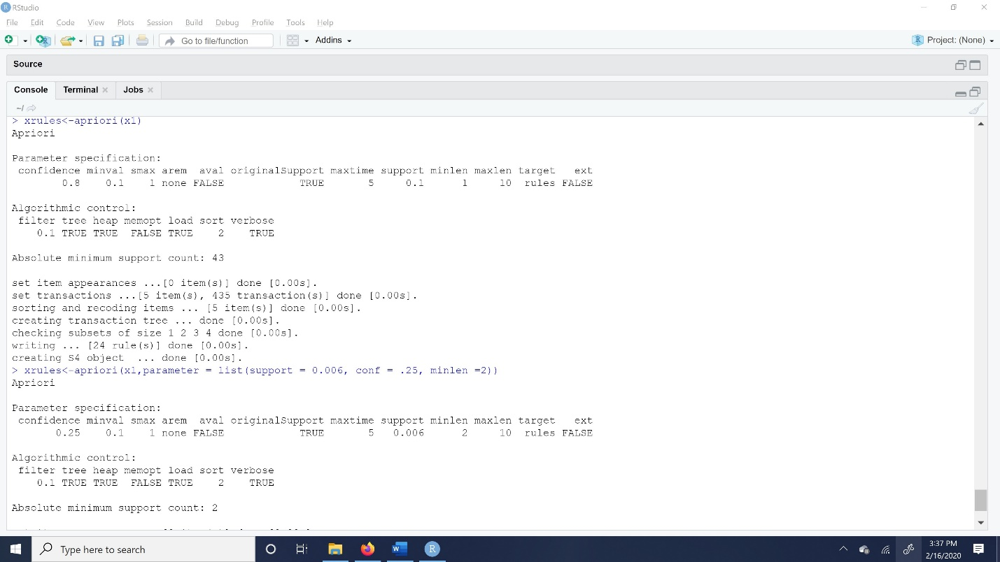 RStudio
File Edit Code View Plots Session Build Debug Profile Tools Help
Go to file/function Addins Project: (None)
Source
Console Terminal Jobs
~/
> xrules<-apriori(x1)
Apriori
Parameter specification:
confidence minval smax arem aval originalSupport maxtime support minlen maxlen target ext
0.8 0.1 1 none FALSE TRUE 5 0.1 1 10 rules FALSE
Algorithmic control:
filter tree heap memopt load sort verbose
0.1 TRUE TRUE FALSE TRUE 2 TRUE
Absolute minimum support count: 43
set item appearances ...[0 item(s)] done [0.00s].
set transactions ...[5 item(s), 435 transaction(s)] done [0.00s].
sorting and recoding items ... [5 item(s)] done [0.00s].
creating transaction tree ... done [0.00s].
checking subsets of size 1 2 3 4 done [0.00s].
writing ... [24 rule(s)] done [0.00s].
creating S4 object ... done [0.00s].
> xrules<-apriori(x1,parameter = list(support = 0.006, conf = .25, minlen =2))
Apriori
Parameter specification:
confidence minval smax arem aval originalSupport maxtime support minlen maxlen target ext
0.25 0.1 1 none FALSE TRUE 5 0.006 2 10 rules FALSE
Algorithmic control:
filter tree heap memopt load sort verbose
0.1 TRUE TRUE FALSE TRUE 2 TRUE
Absolute minimum support count: 2
Type here to search
3:37 PM
2/16/2020